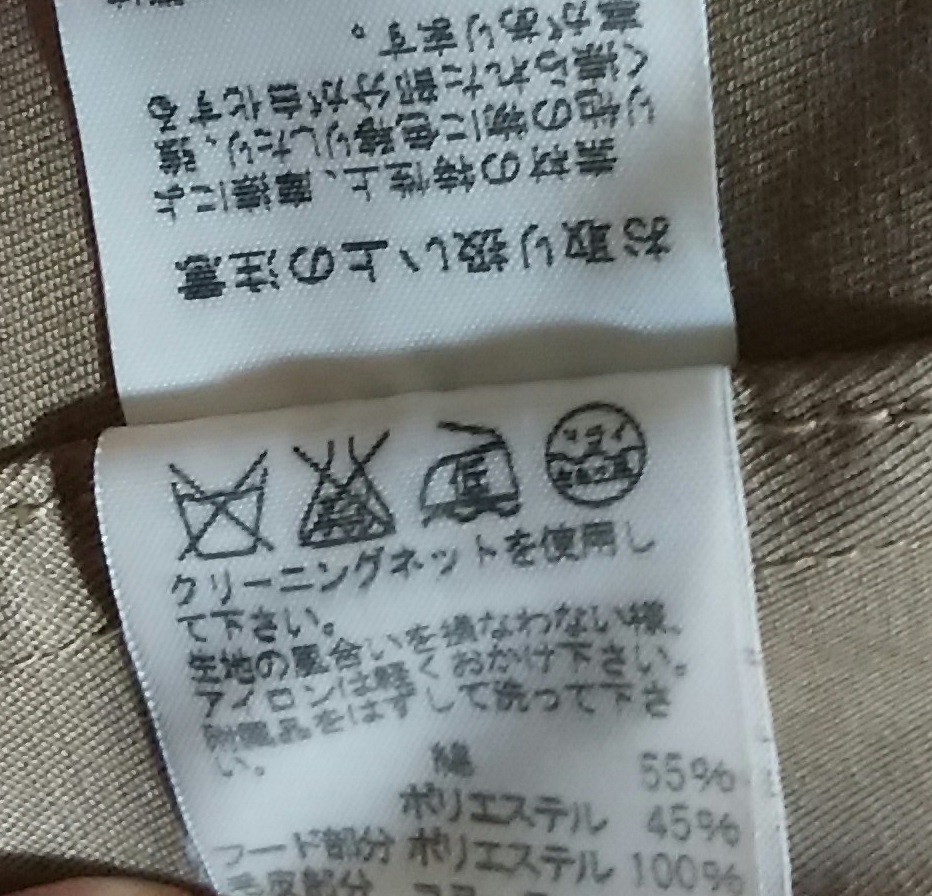 お取り扱い上の注意
素材の特性上、摩擦によ
り他の物に色移りしたり、強
く擦られた部分が白化する
事があります。
低 ドライ
クリーニングネットを使用し
て下さい。
生地の風合いを損なわない様、
アイロンは軽くおかけ下さい。
附属品をはずして洗って下さ
い。
綿 55%
ポリエステル 45%
フード部分 ポリエステル 100%
毛皮部分